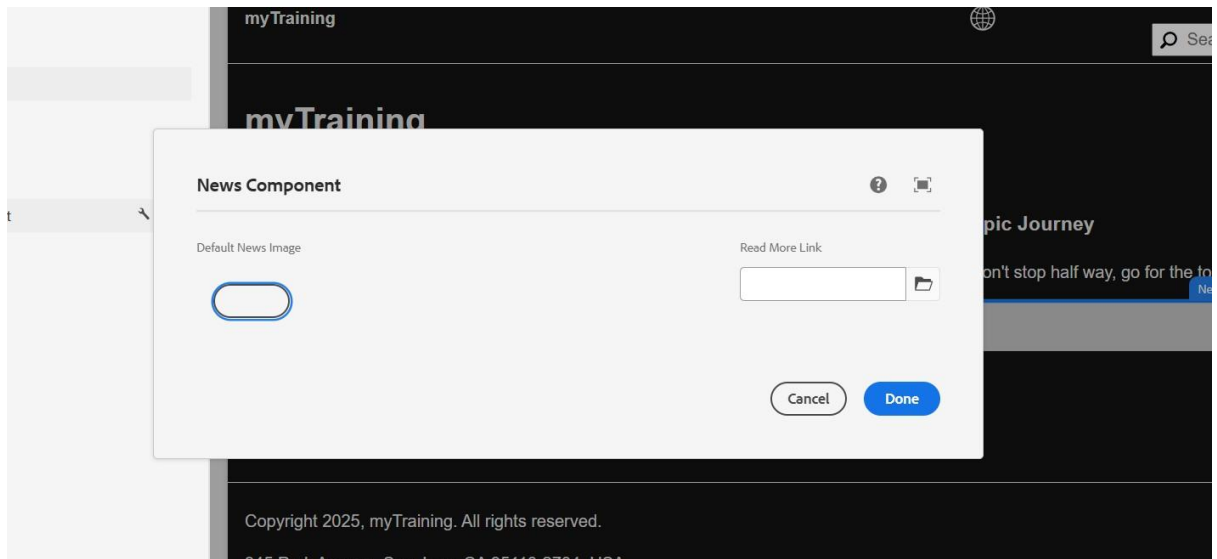 myTraining
Sea
myTraining
News Component
t
Default News Image
Read More Link
pic Journey
on't stop half way, go for the to
Ne
Cancel
Done
Copyright 2025, myTraining. All rights reserved.